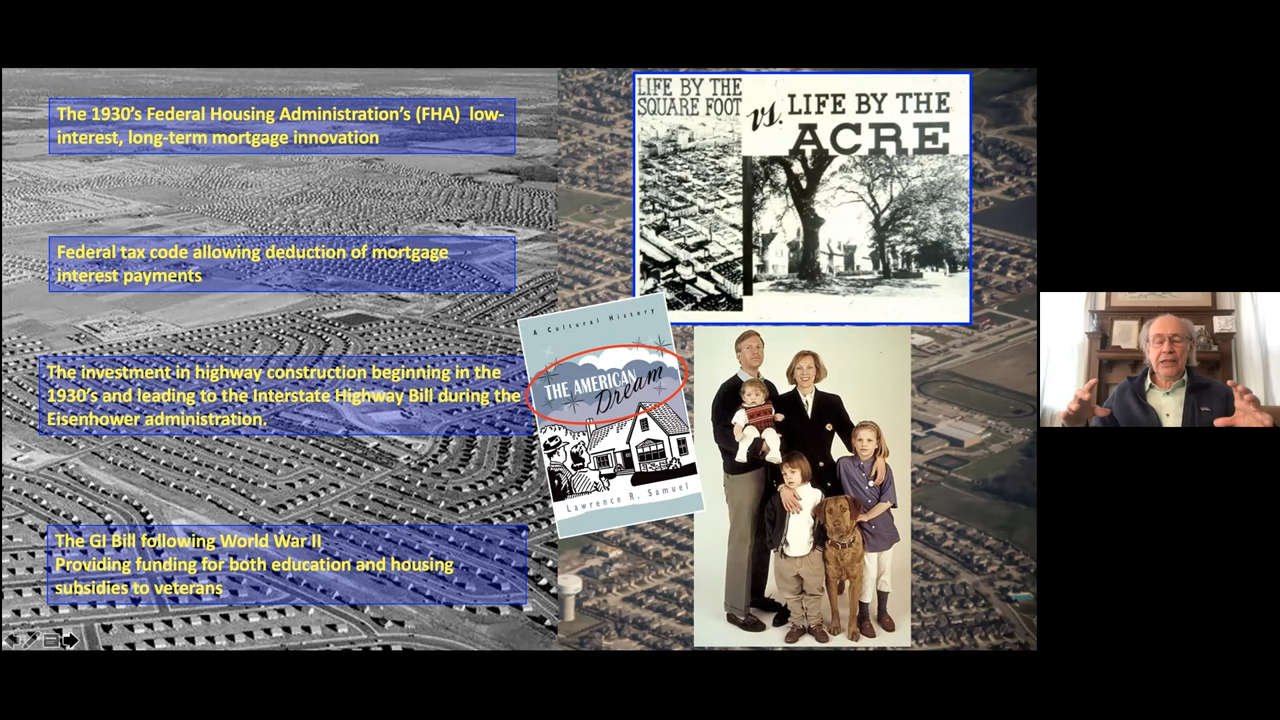 The 1930's Federal Housing Administration's (FHA)  low-
interest, long-term mortgage innovation
Federal tax code allowing deduction of mortgage
interest payments
The investment in highway construction beginning in the
1930's and leading to the Interstate Highway Bill during the
Eisenhower administration.
The GI Bill following World War II
Providing funding for both education and housing
subsidies to veterans
LIFE BY THE
SQUARE FOOT
vs.
LIFE BY THE
ACRE
A Cultural History
THE AMERICAN
Dream
Lawrence R. Samuel